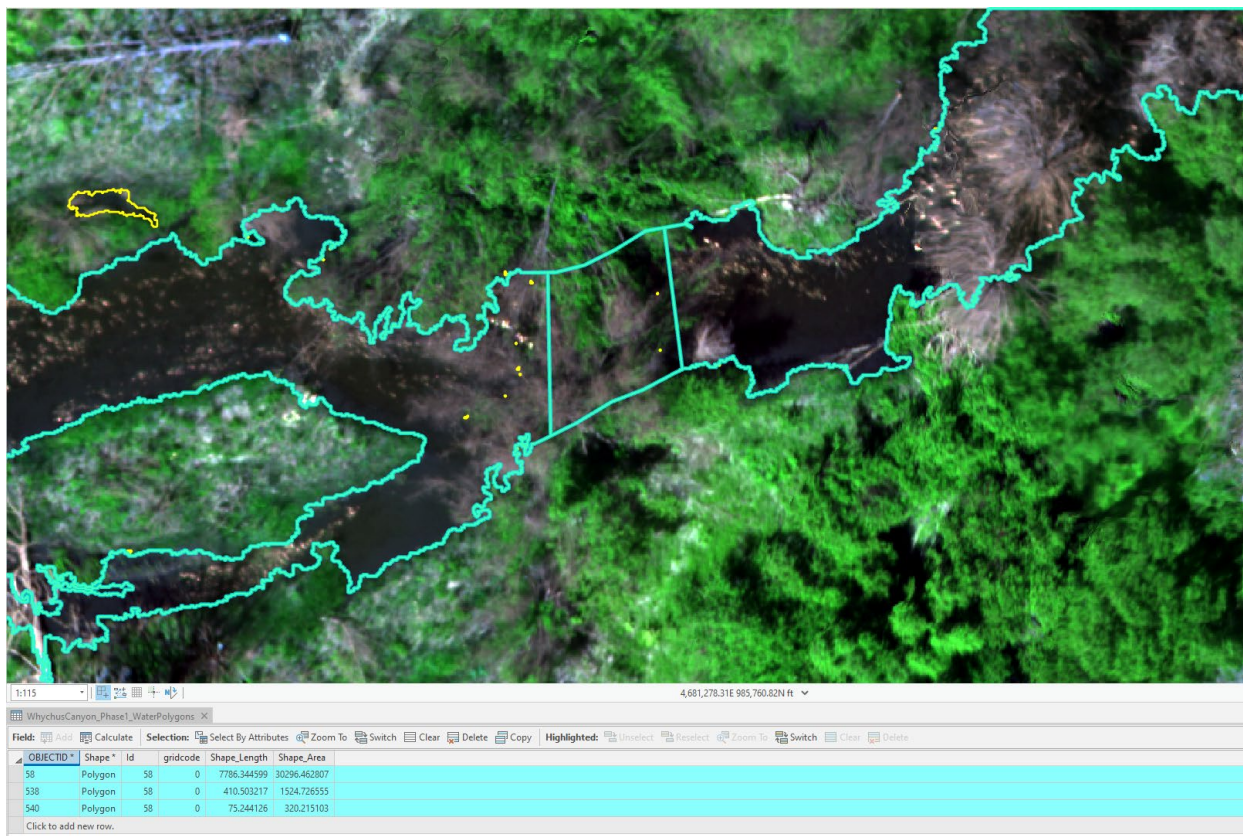 1:115
4,681,278.31E 985,760.82N ft
WhychusCanyon_Phase1_WaterPolygons
Field: Add Calculate Selection: Select By Attributes Zoom To Switch Clear Delete Copy Highlighted: Unselect Reselect Zoom To Switch Clear Delete
OBJECTID * Shape * Id gridcode Shape_Length Shape_Area
58 Polygon 58 0 7786.344599 30296.462807
538 Polygon 58 0 410.503217 1524.726555
540 Polygon 58 0 75.244126 320.215103
Click to add new row.